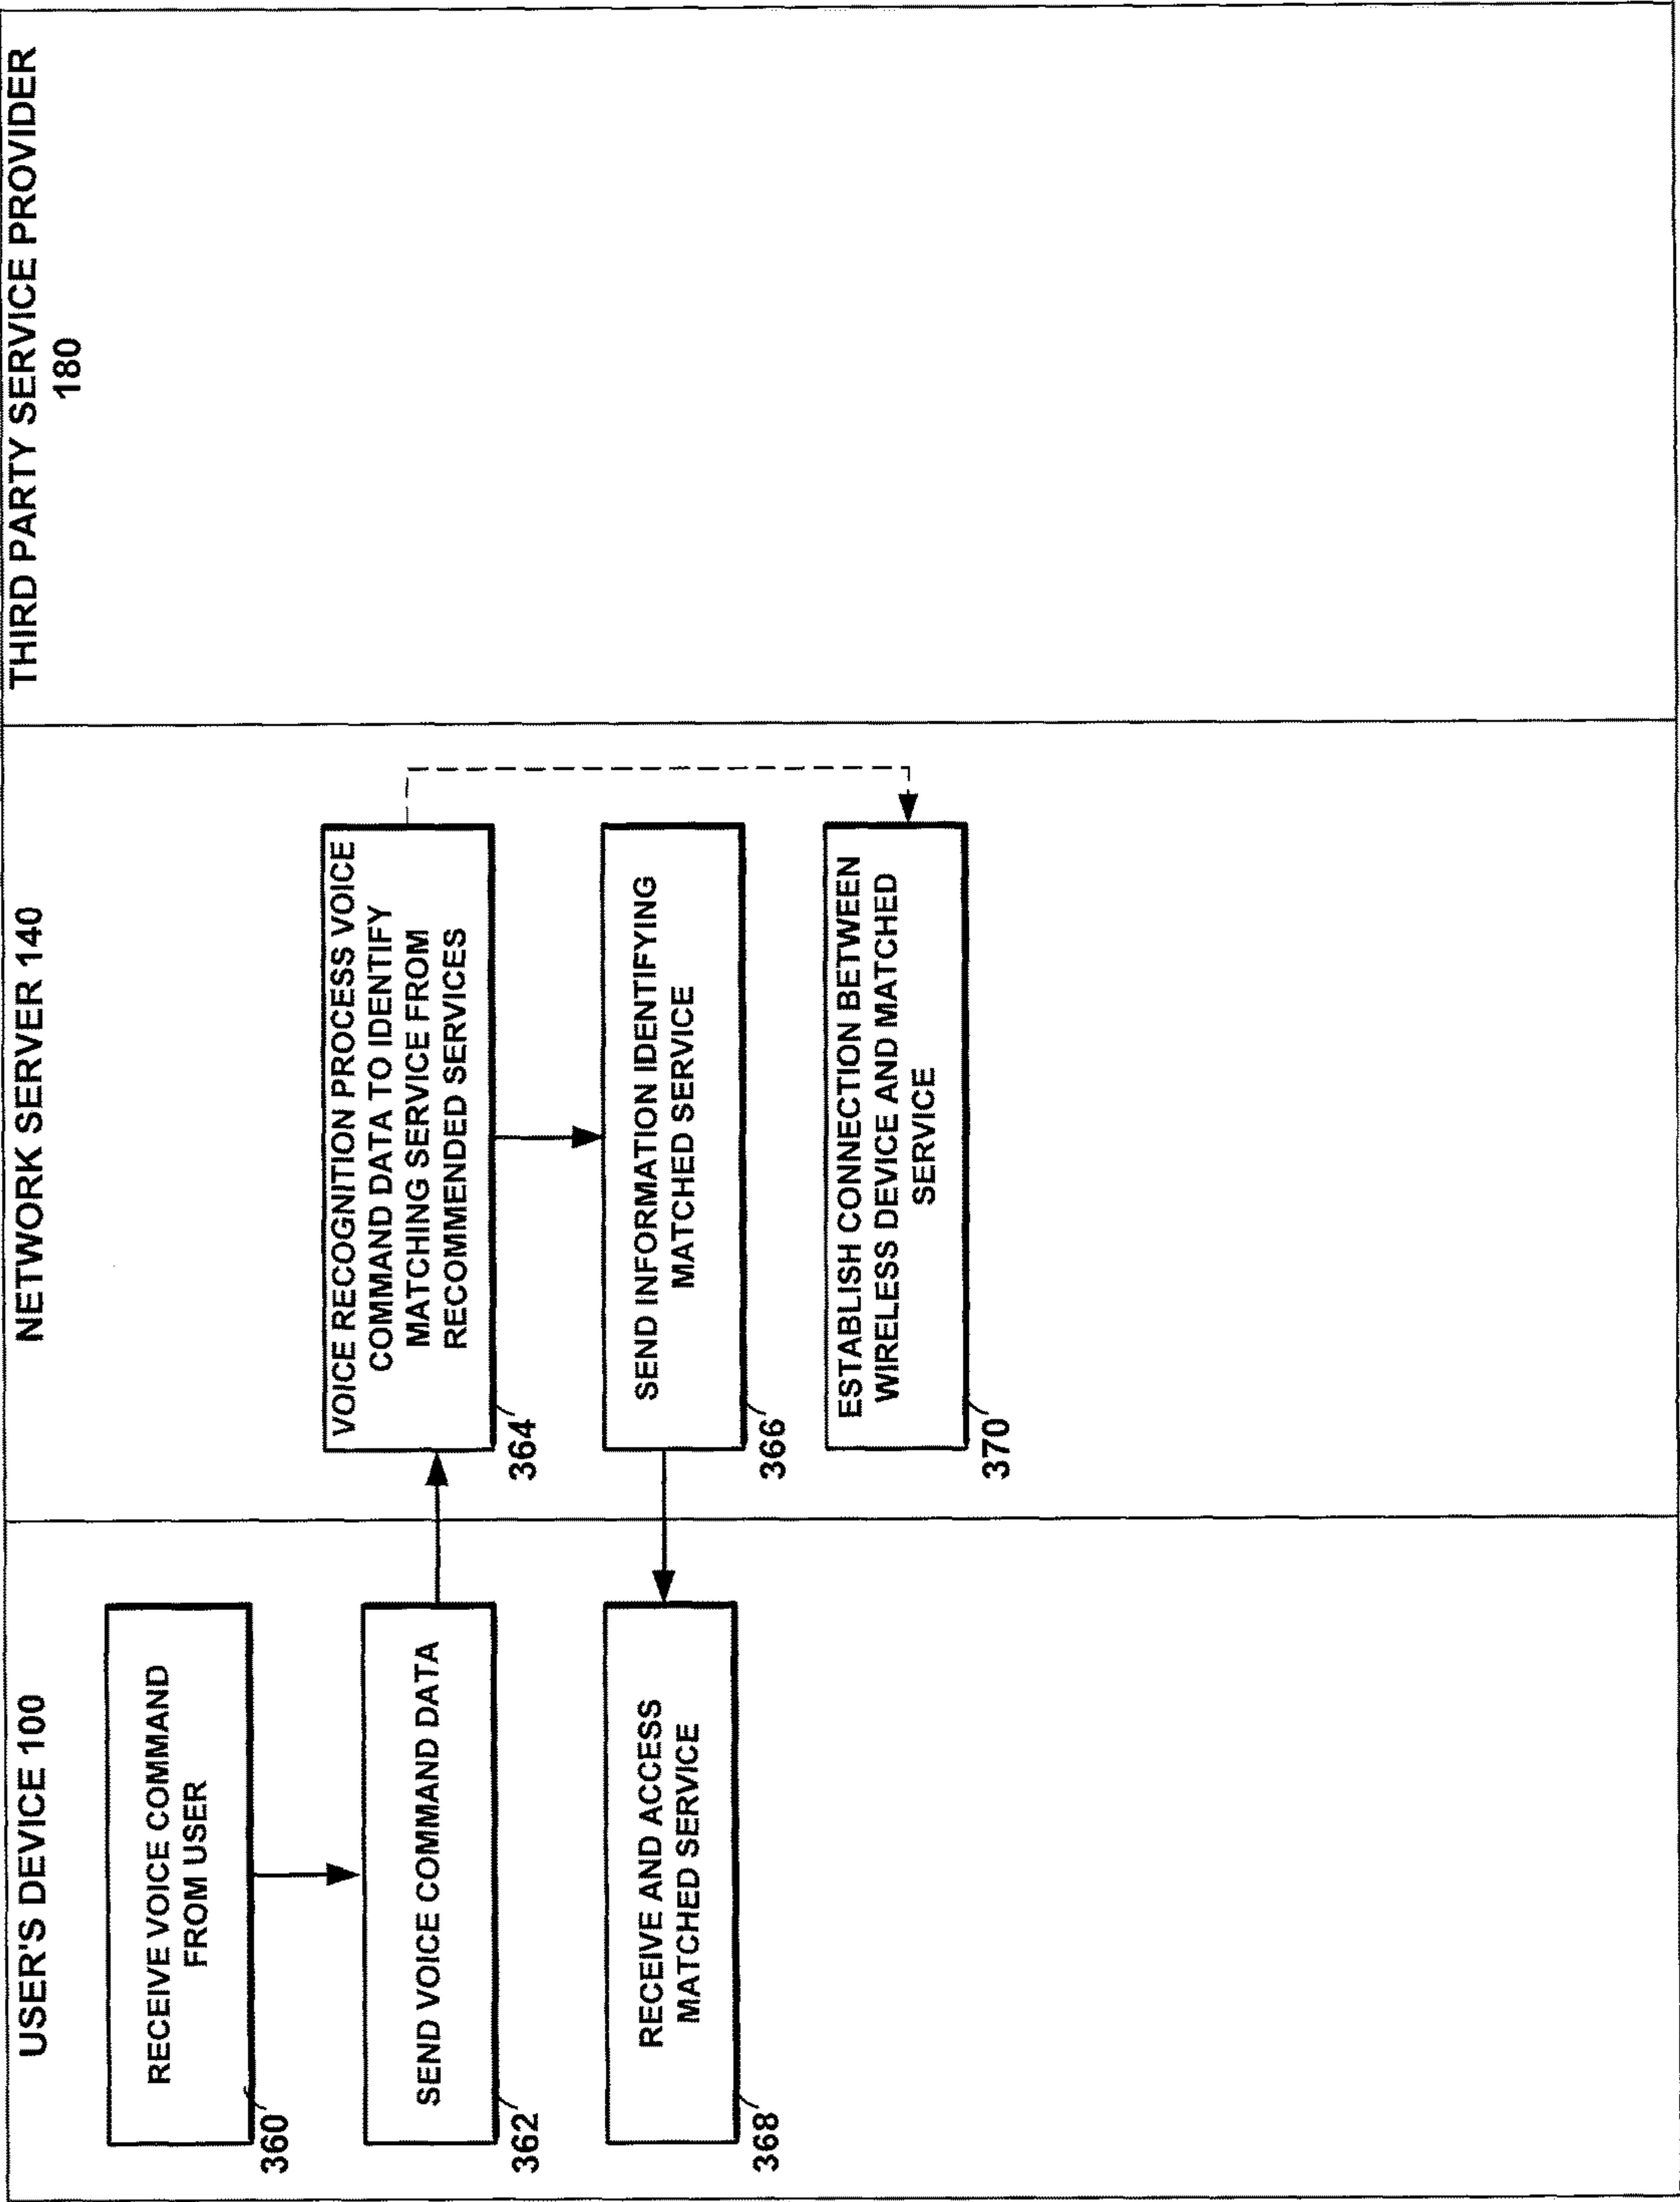 USER'S DEVICE 100
RECEIVE VOICE COMMAND
FROM USER
360
SEND VOICE COMMAND DATA
362
RECEIVE AND ACCESS
MATCHED SERVICE
368
NETWORK SERVER 140
VOICE RECOGNITION PROCESS VOICE
COMMAND DATA TO IDENTIFY
MATCHING SERVICE FROM
RECOMMENDED SERVICES
364
SEND INFORMATION IDENTIFYING
MATCHED SERVICE
366
ESTABLISH CONNECTION BETWEEN
WIRELESS DEVICE AND MATCHED
SERVICE
370
THIRD PARTY SERVICE PROVIDER
180